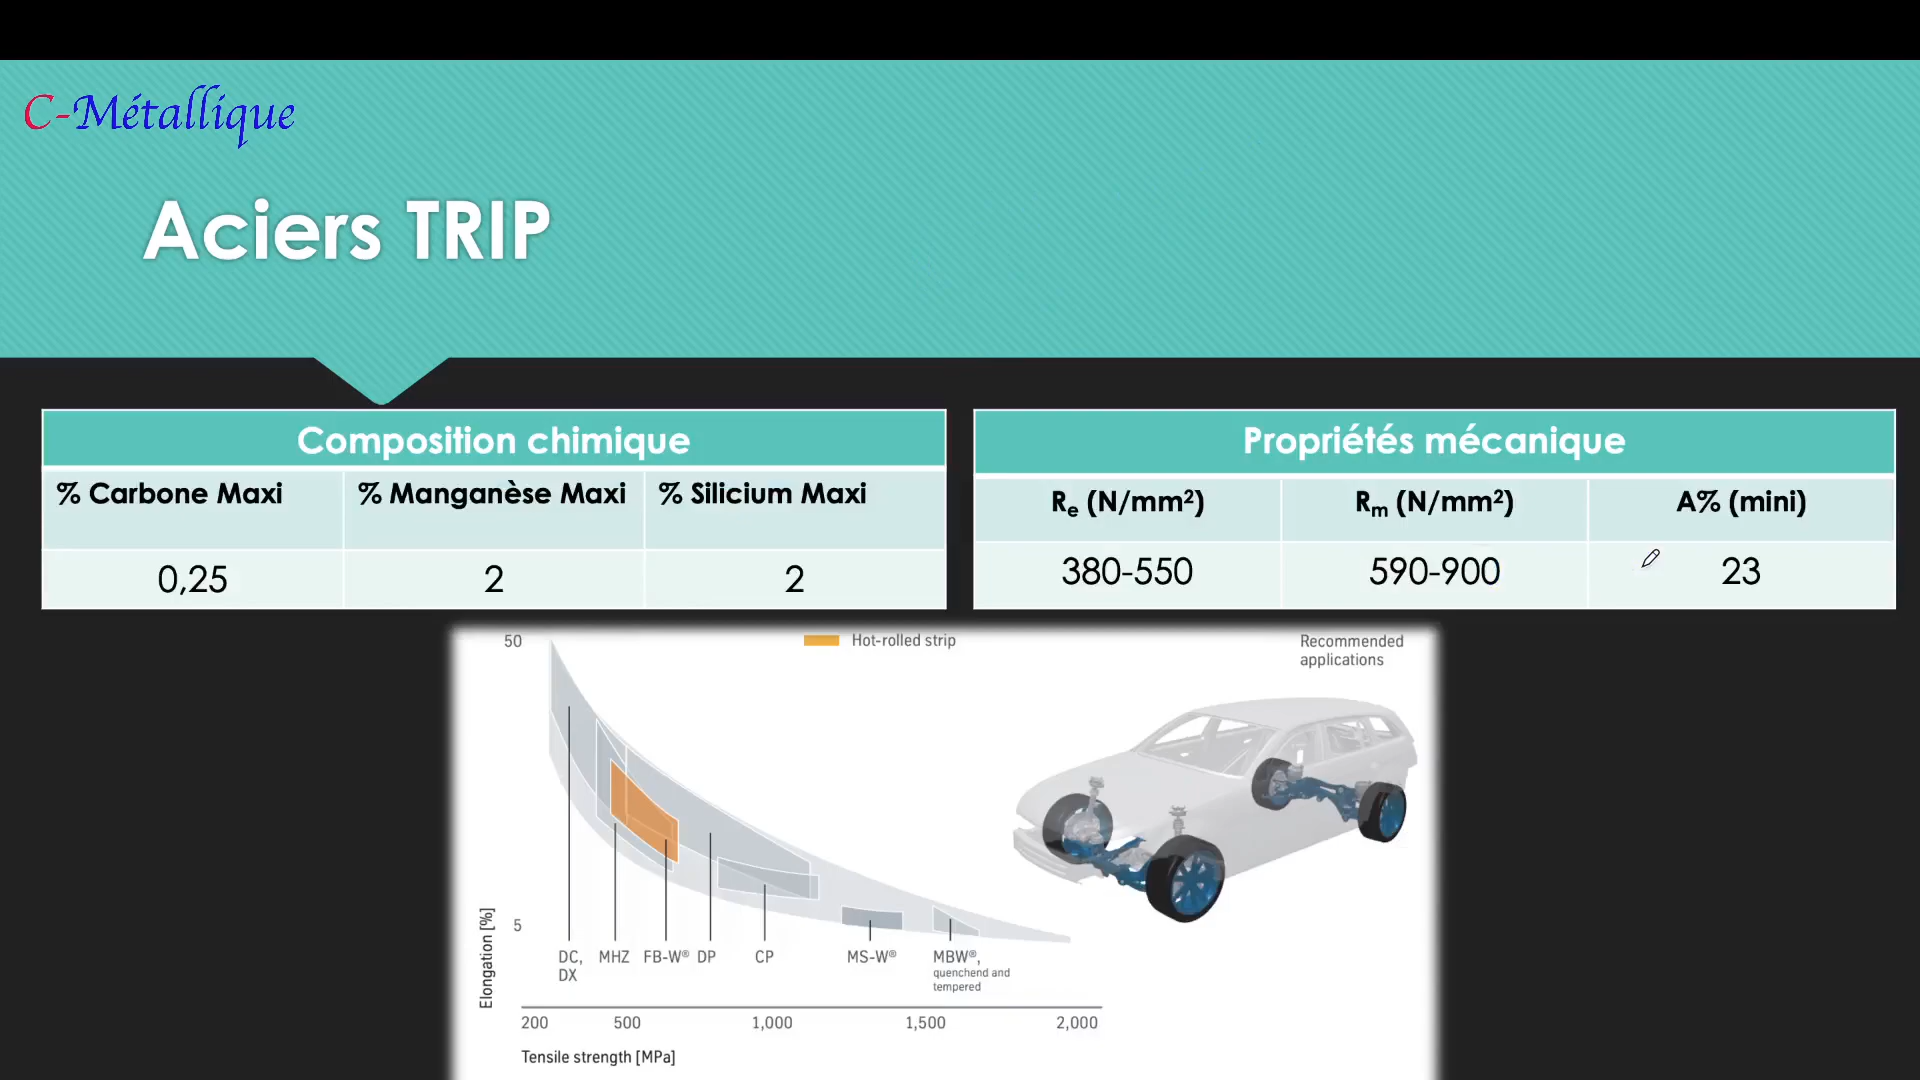 C-Métallique
Aciers TRIP
Composition chimique
% Carbone Maxi
% Manganèse Maxi
% Silicium Maxi
0,25
2
2
Propriétés mécanique
Re (N/mm²)
Rm (N/mm²)
A% (mini)
380-550
590-900
23
50
Hot-rolled strip
Recommended
applications
Elongation [%]
5
DC,
DX
MHZ
FB-W®
DP
CP
MS-W®
MBW®,
quenchend and
tempered
200
500
1,000
1,500
2,000
Tensile strength [MPa]